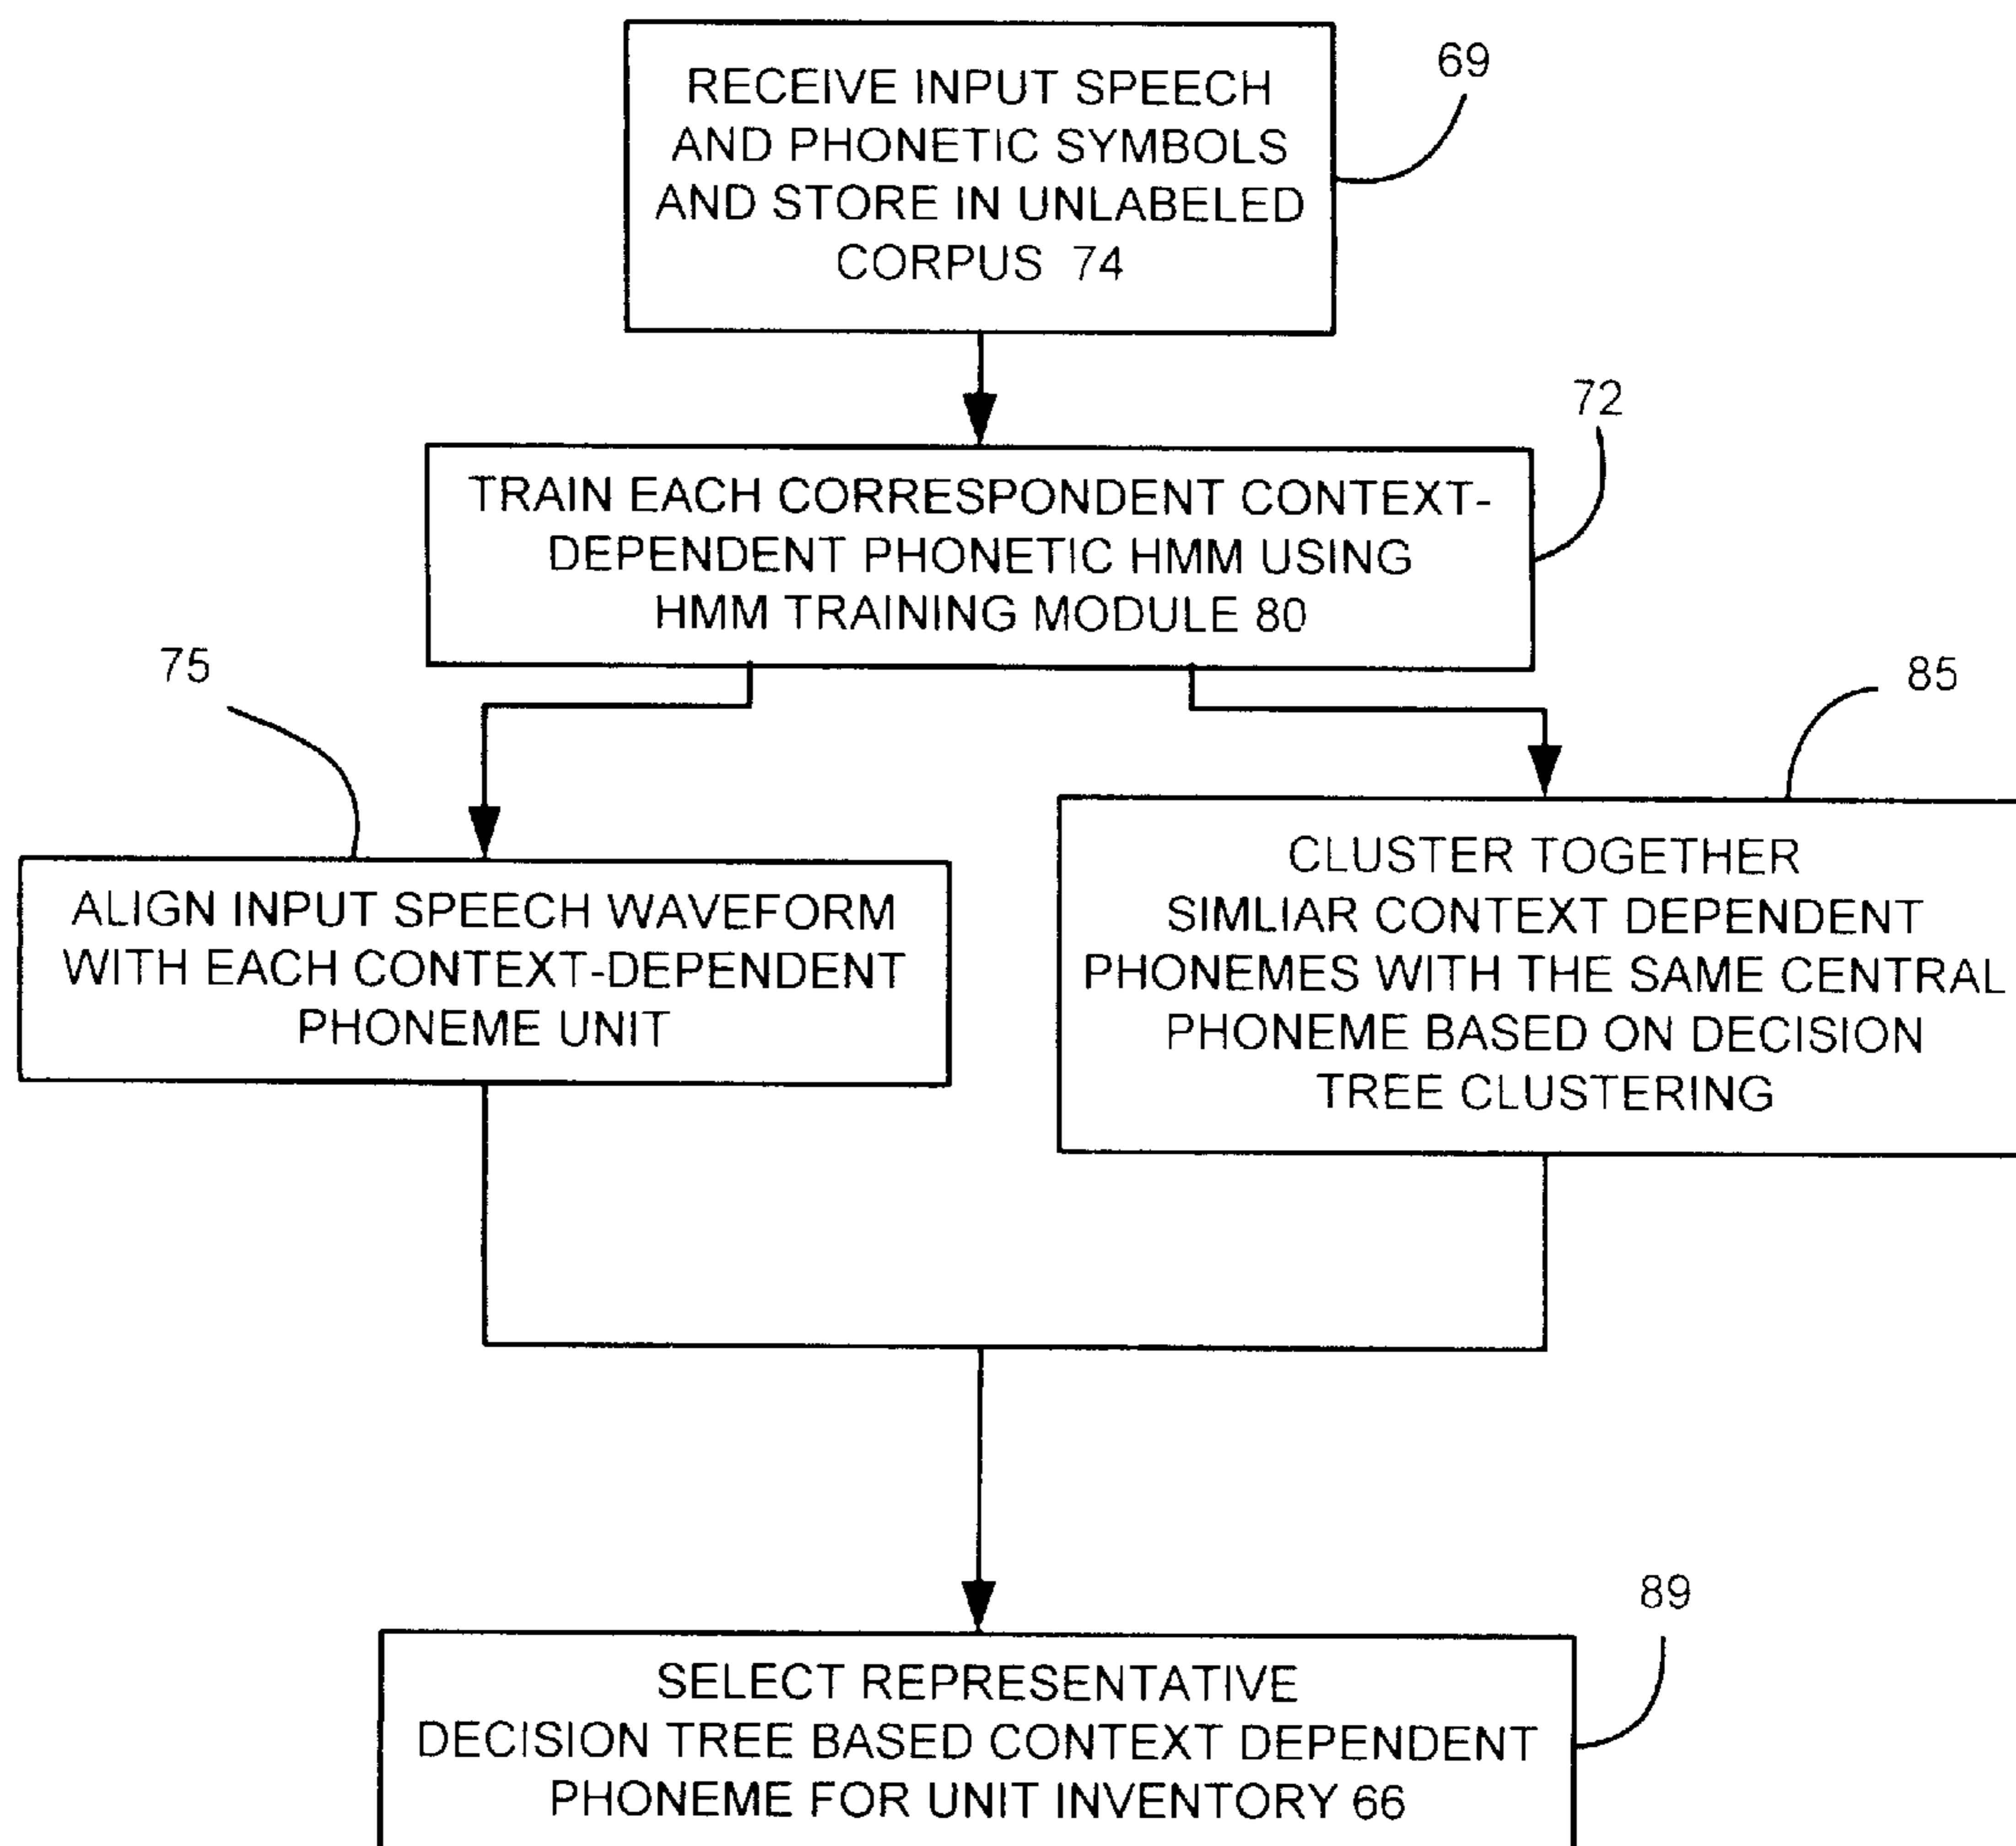 RECEIVE INPUT SPEECH
AND PHONETIC SYMBOLS
AND STORE IN UNLABELED
CORPUS 74
69
TRAIN EACH CORRESPONDENT CONTEXT-
DEPENDENT PHONETIC HMM USING
HMM TRAINING MODULE 80
72
75
ALIGN INPUT SPEECH WAVEFORM
WITH EACH CONTEXT-DEPENDENT
PHONEME UNIT
85
CLUSTER TOGETHER
SIMLIAR CONTEXT DEPENDENT
PHONEMES WITH THE SAME CENTRAL
PHONEME BASED ON DECISION
TREE CLUSTERING
89
SELECT REPRESENTATIVE
DECISION TREE BASED CONTEXT DEPENDENT
PHONEME FOR UNIT INVENTORY 66